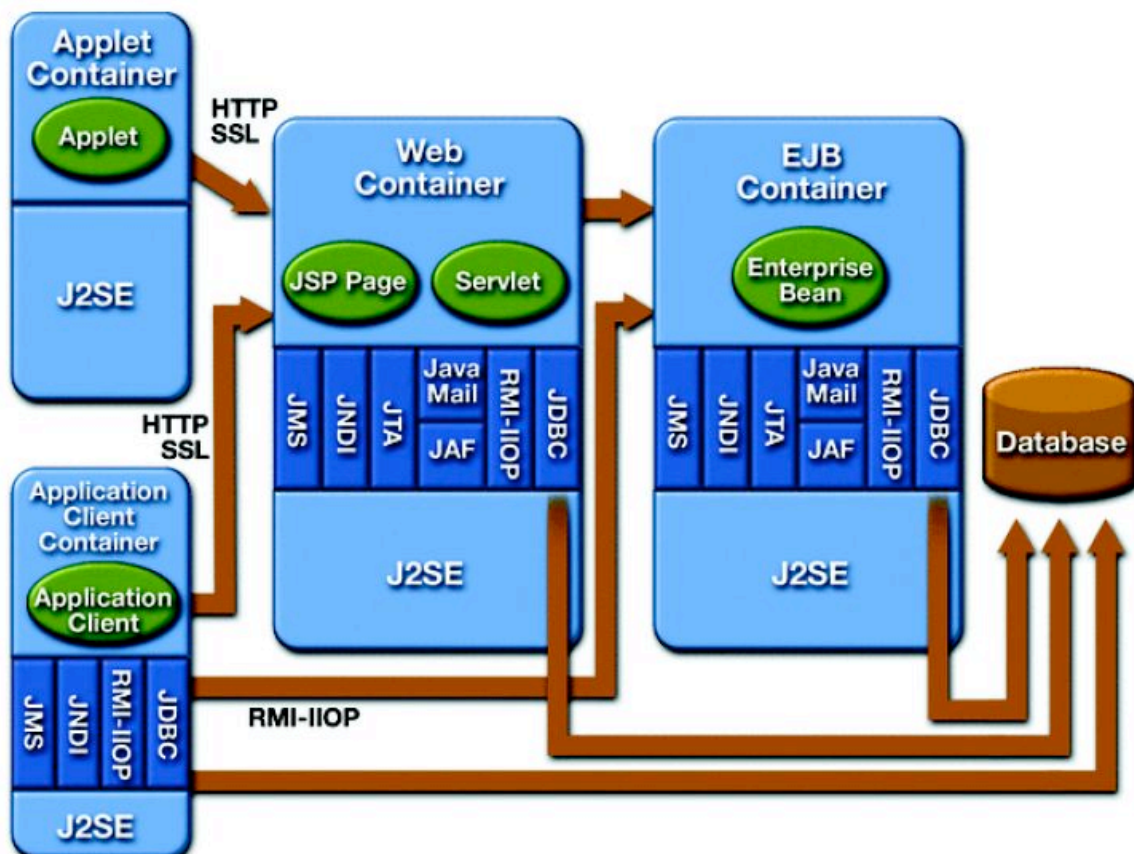 Applet
Container
Applet
J2SE
HTTP
SSL
Web
Container
JSP Page
Servlet
JMS
JNDI
JTA
Java
Mail
JAF
RMI-IIOP
JDBC
J2SE
EJB
Container
Enterprise
Bean
JMS
JNDI
JTA
Java
Mail
JAF
RMI-IIOP
JDBC
J2SE
Database
HTTP
SSL
Application
Client
Container
Application
Client
JMS
JNDI
RMI-IIOP
JDBC
J2SE
RMI-IIOP